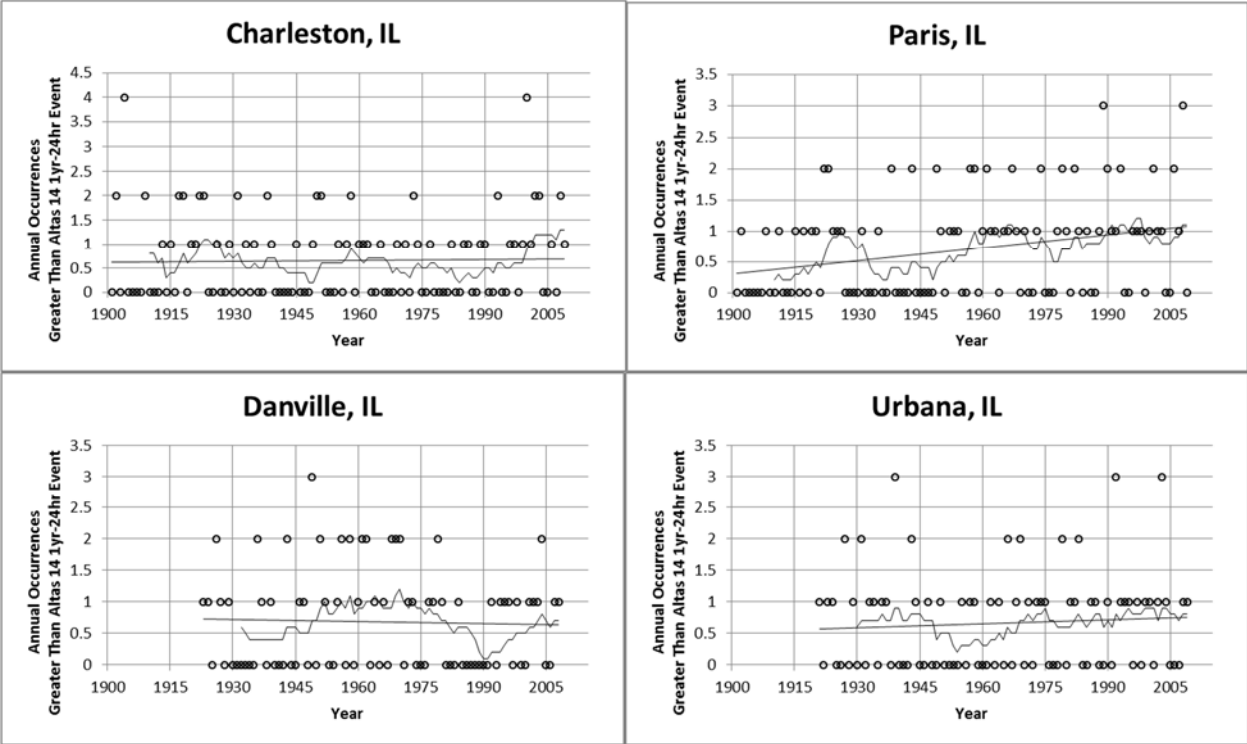 Charleston, IL
Annual Occurrences
Greater Than Altas 14 1yr-24hr Event
4.5
4
3.5
3
2.5
2
1.5
1
0.5
0
1900 1915 1930 1945 1960 1975 1990 2005
Year
Paris, IL
Annual Occurrences
Greater Than Altas 14 1yr-24hr Event
3.5
3
2.5
2
1.5
1
0.5
0
1900 1915 1930 1945 1960 1975 1990 2005
Year
Danville, IL
Annual Occurrences
Greater Than Altas 14 1yr-24hr Event
3.5
3
2.5
2
1.5
1
0.5
0
1900 1915 1930 1945 1960 1975 1990 2005
Year
Urbana, IL
Annual Occurrences
Greater Than Altas 14 1yr-24hr Event
3.5
3
2.5
2
1.5
1
0.5
0
1900 1915 1930 1945 1960 1975 1990 2005
Year